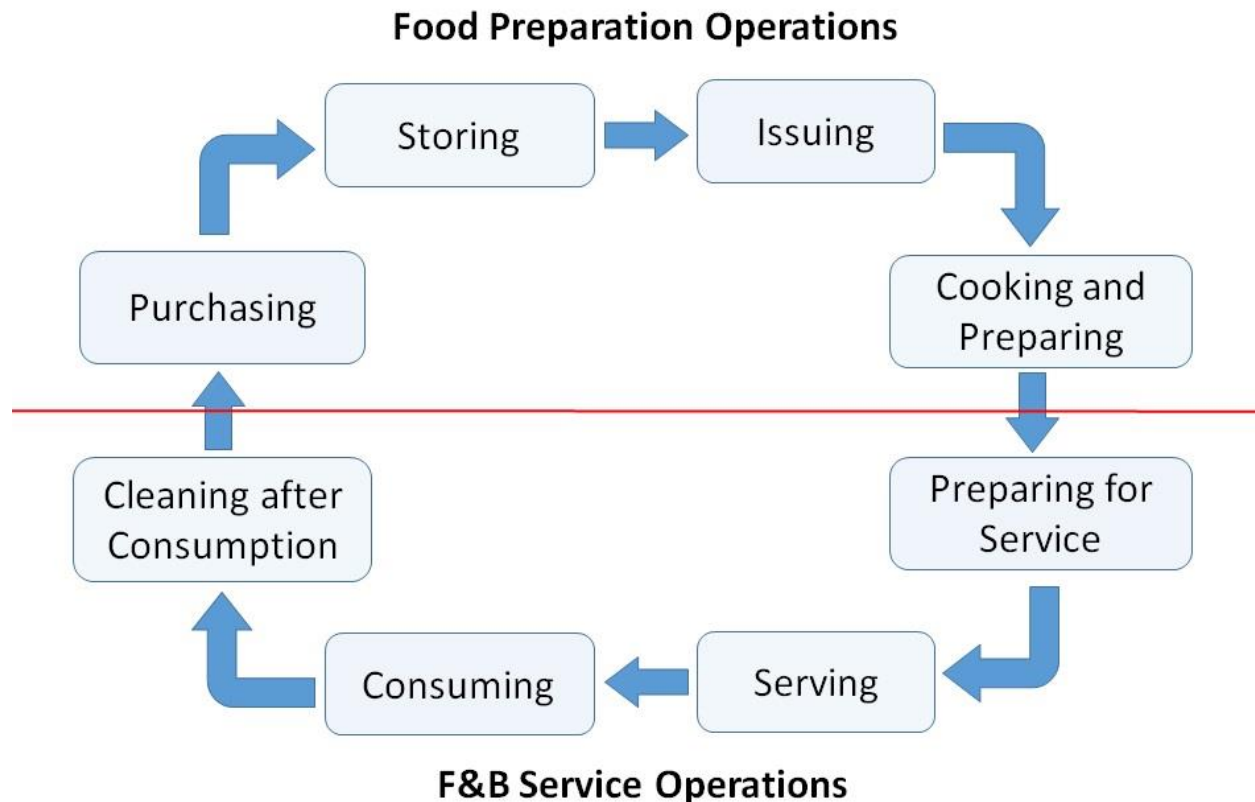 Food Preparation Operations
Storing
Issuing
Purchasing
Cooking and
Preparing
Cleaning after
Consumption
Preparing for
Service
Consuming
Serving
F&B Service Operations